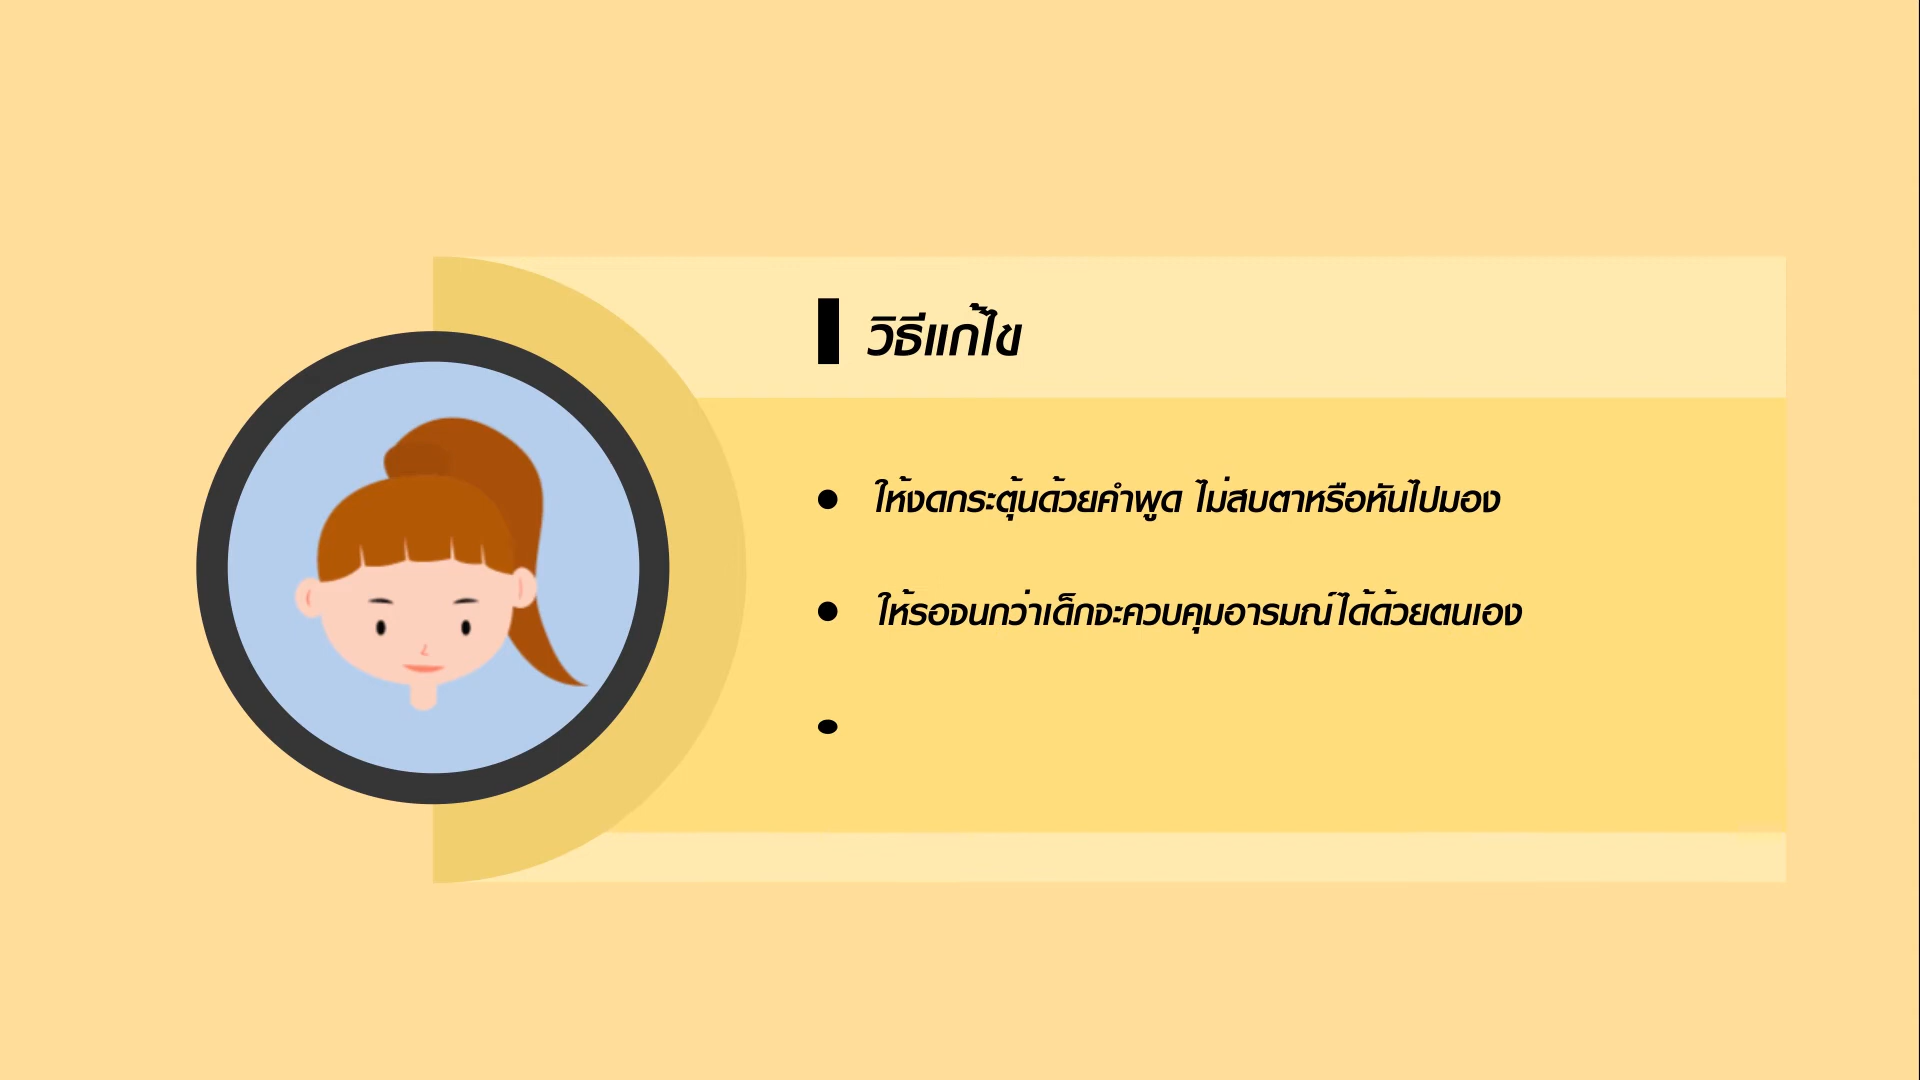 วิธีแก้ไข
ให้งดกระตุ้นด้วยคำพูด ไม่สบตาหรือหันไปมอง
ให้รอจนกว่าเด็กจะควบคุมอารมณ์ได้ด้วยตนเอง